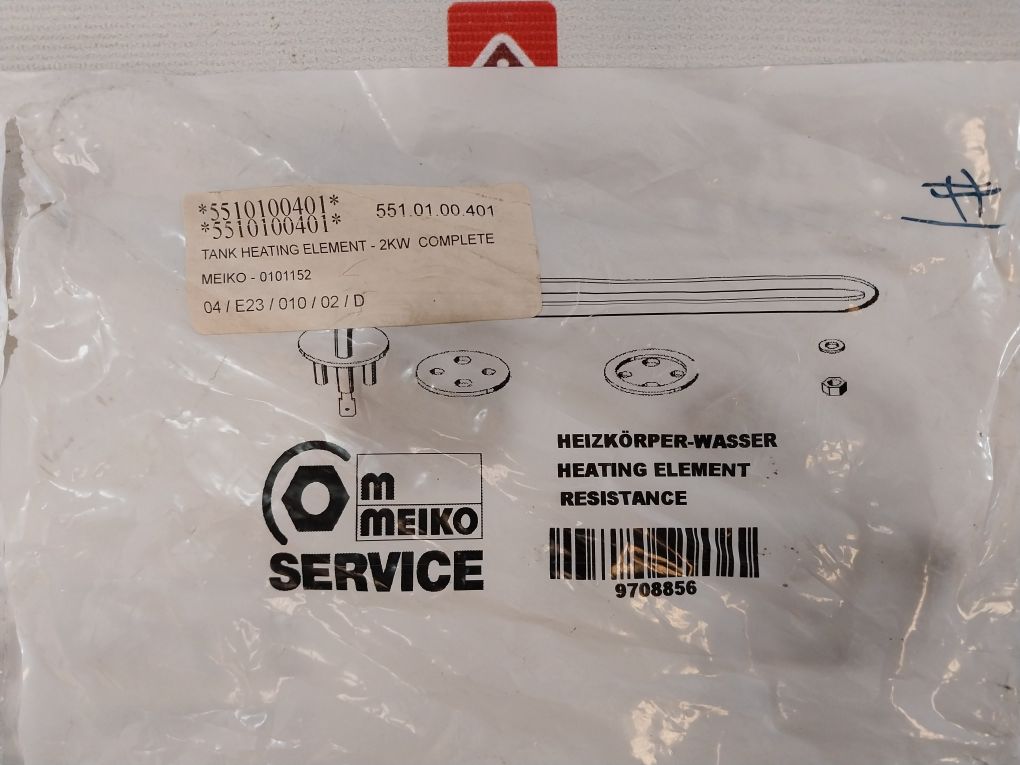 *5510100401* 551.01.00.401
*5510100401*
TANK HEATING ELEMENT - 2KW COMPLETE
MEIKO - 0101152
04 / E23 / 010 / 02 / D
HEIZKÖRPER-WASSER
HEATING ELEMENT
RESISTANCE
m
MEIKO
SERVICE
9708856